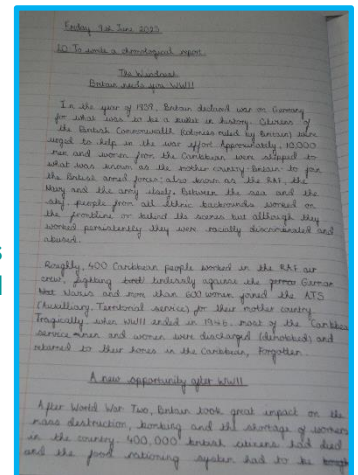 Friday 9th June 2023
LO: To write a chronological report
The Windrush
Britain needs you: WWII
In the year of 1939, Britain declared war on Germany
for what was to be a battle in history. Citizens of
the British Commonwealth (colonies ruled by Britain) were
urged to help in the war effort. Approximately, 10,000
men and women from the Caribbean, were shipped to
what was known as the mother country - Britain - to join
the British armed forces: also known as the RAF, the
Navy and the army. Between the sea and the
sky, people from all ethnic backgrounds worked on
the frontline or behind the scenes but although they
worked persistently they were racially discriminated and
abused.
Roughly, 400 Caribbean people worked in the RAF air
crew, fighting tirelessly against the German
Nazis and more than 600 women joined the ATS
(Auxilliary, Territorial service) for their mother country.
Tragically, when WWII ended in 1946, most of the Caribbean
service men and women were discharged (demobbed) and
returned to their homes in the Caribbean, Forgotten.
A new opportunity after WWII
After World War Two, Britain took great impact on the
mass destruction, bombing and the shortage of workers
in the country. 400,000 british citizens had died
and the food rationing system had to be